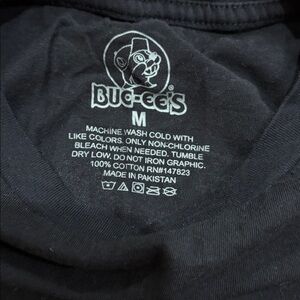 BUC-EE'S
®
M
MACHINE WASH COLD WITH
LIKE COLORS. ONLY NON-CHLORINE
BLEACH WHEN NEEDED. TUMBLE
DRY LOW, DO NOT IRON GRAPHIC.
100% COTTON RN#147823
MADE IN PAKISTAN